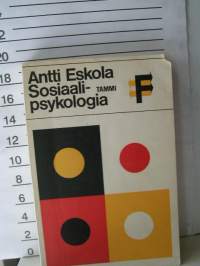 20
18
16
14
12
10
8
6
4
2
0
Antti Eskola
Sosiaali-
psykologia
TAMMI
F